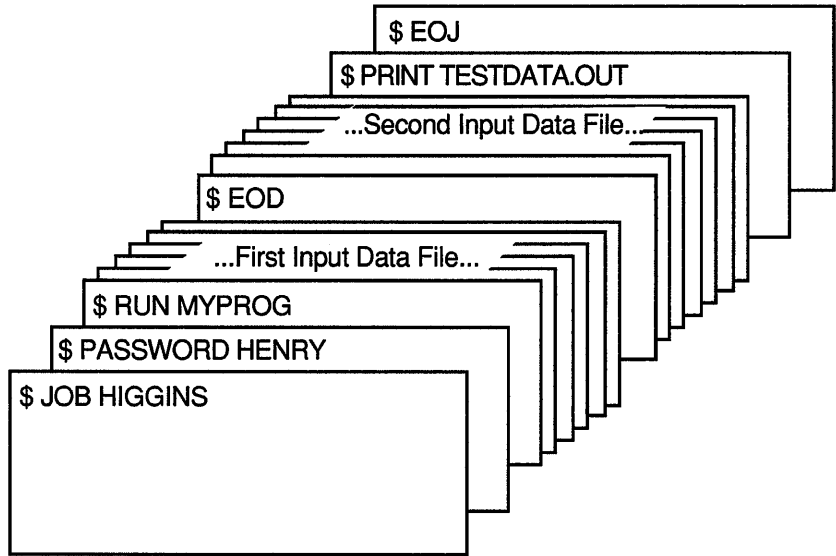 $ EOJ
$ PRINT TESTDATA.OUT
...Second Input Data File...
$ EOD
...First Input Data File...
$ RUN MYPROG
$ PASSWORD HENRY
$ JOB HIGGINS